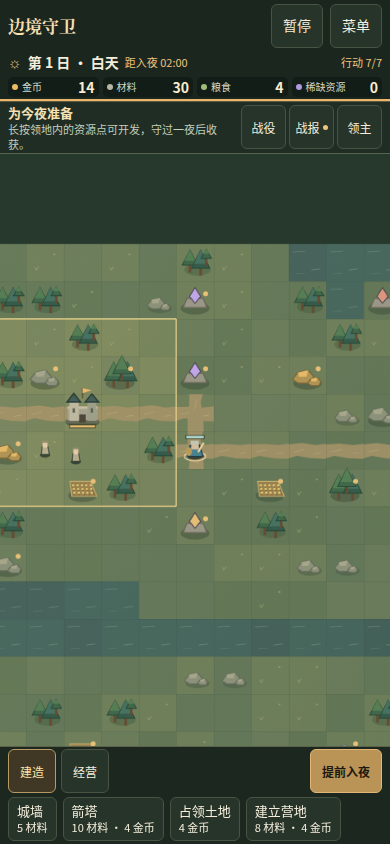 边境守卫
暂停
菜单
第 1 日 • 白天
距入夜 02:00
行动 7/7
金币 14
材料 30
粮食 4
稀缺资源 0
为今夜准备
长按领地内的资源点可开发，守过一夜后收获。
战役
战报
领主
建造
经营
提前入夜
城墙
5 材料
箭塔
10 材料 • 4 金币
占领土地
4 金币
建立营地
8 材料 • 4 金币